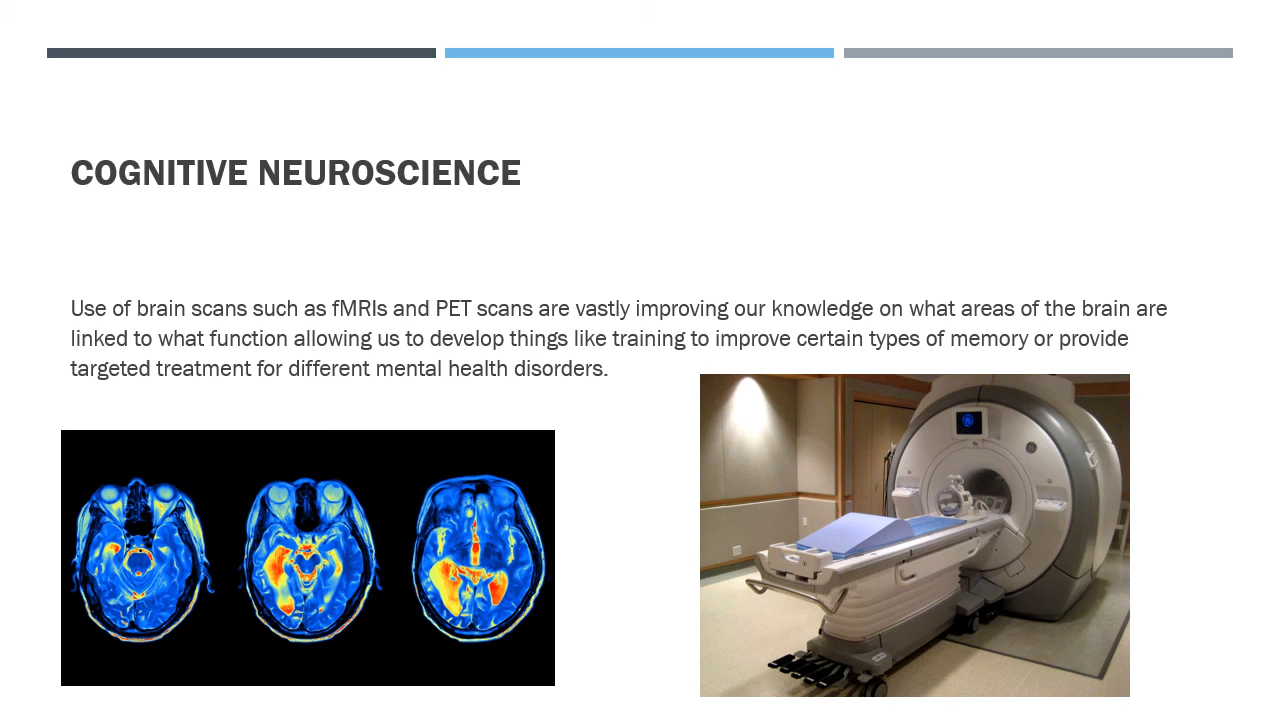 COGNITIVE NEUROSCIENCE
Use of brain scans such as fMRIs and PET scans are vastly improving our knowledge on what areas of the brain are
linked to what function allowing us to develop things like training to improve certain types of memory or provide
targeted treatment for different mental health disorders.